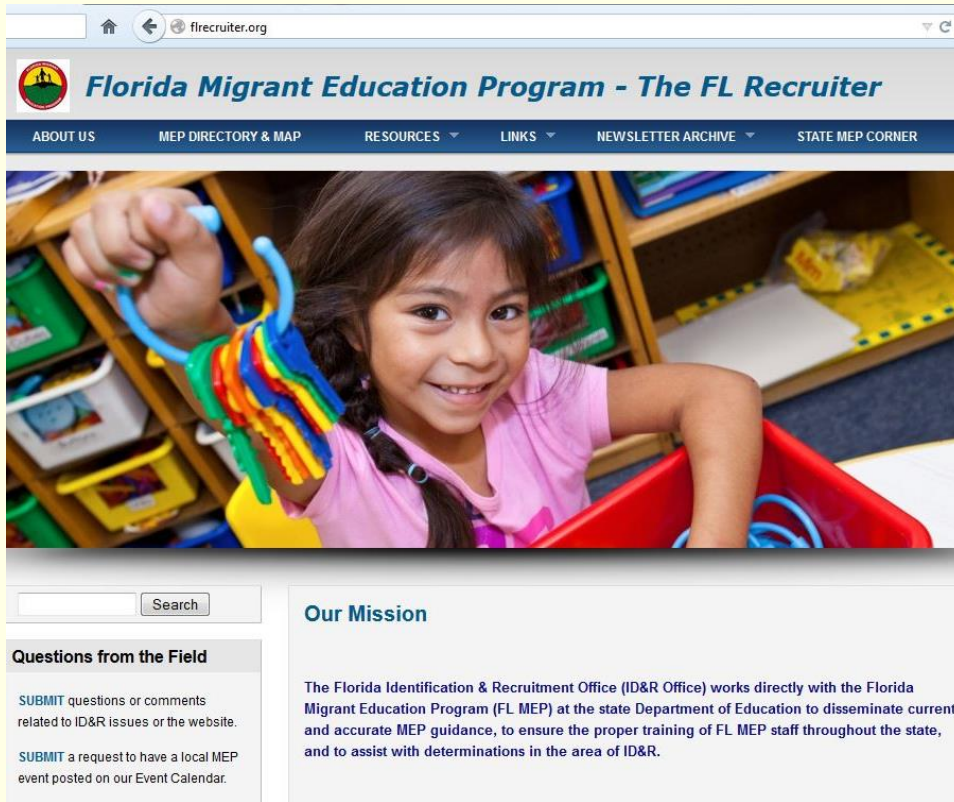 flrecruiter.org
Florida Migrant Education Program - The FL Recruiter
ABOUT US MEP DIRECTORY & MAP RESOURCES LINKS NEWSLETTER ARCHIVE STATE MEP CORNER
Search
Questions from the Field
SUBMIT questions or comments
related to ID&R issues or the website.
SUBMIT a request to have a local MEP
event posted on our Event Calendar.
Our Mission
The Florida Identification & Recruitment Office (ID&R Office) works directly with the Florida
Migrant Education Program (FL MEP) at the state Department of Education to disseminate current
and accurate MEP guidance, to ensure the proper training of FL MEP staff throughout the state,
and to assist with determinations in the area of ID&R.